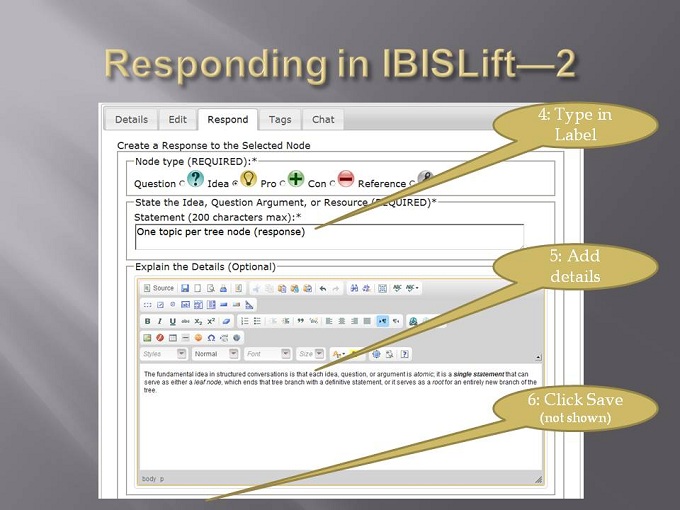 Responding in IBISLift—2
Details Edit Respond Tags Chat
4: Type in
Label
Create a Response to the Selected Node
Node type (REQUIRED):*
Question ? Idea Pro Con Reference
State the Idea, Question Argument, or Resource (REQUIRED)*
Statement (200 characters max):*
One topic per tree node (response)
5: Add
details
Explain the Details (Optional)
Source
B I U abc X₂ X²
Styles Normal Font Size
The fundamental idea in structured conversations is that each idea, question, or argument is atomic; it is a single statement that can
serve as either a leaf node, which ends that tree branch with a definitive statement, or it serves as a root for an entirely new branch of the
tree.
6: Click Save
(not shown)
body p